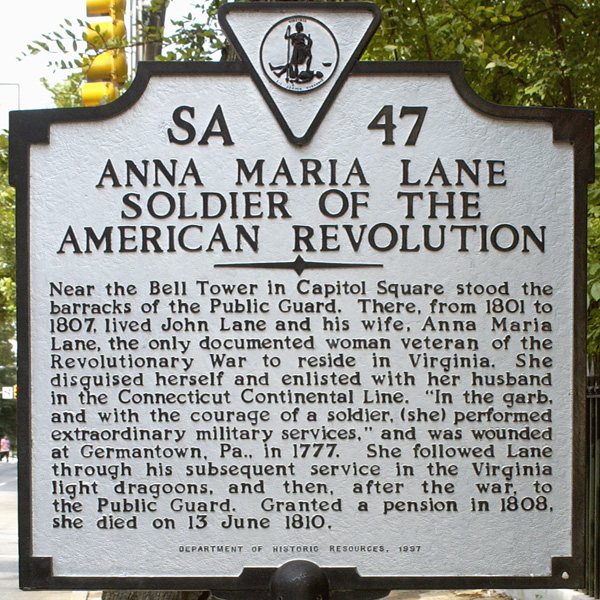 SA 47
ANNA MARIA LANE
SOLDIER OF THE
AMERICAN REVOLUTION
Near the Bell Tower in Capitol Square stood the
barracks of the Public Guard. There, from 1801 to
1807, lived John Lane and his wife, Anna Maria
Lane, the only documented woman veteran of the
Revolutionary War to reside in Virginia. She
disguised herself and enlisted with her husband
in the Connecticut Continental Line. "In the garb,
and with the courage of a soldier, (she) performed
extraordinary military services," and was wounded
at Germantown, Pa., in 1777. She followed Lane
through his subsequent service in the Virginia
light dragoons, and then, after the war, to
the Public Guard. Granted a pension in 1808,
she died on 13 June 1810.
DEPARTMENT OF HISTORIC RESOURCES, 1997